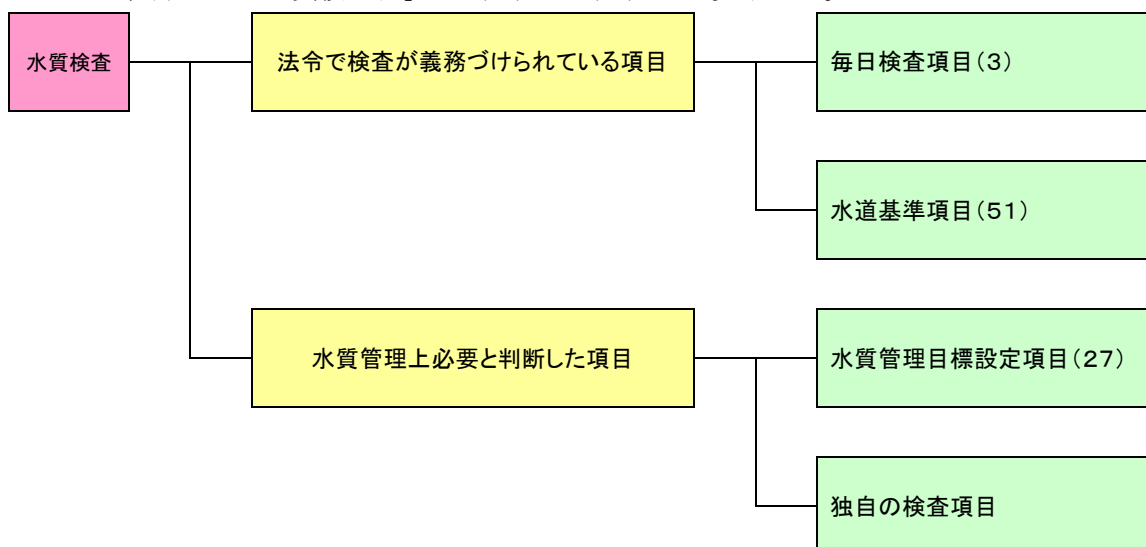 水質検査
法令で検査が義務づけられている項目
毎日検査項目(3)
水道基準項目(51)
水質管理上必要と判断した項目
水質管理目標設定項目(27)
独自の検査項目